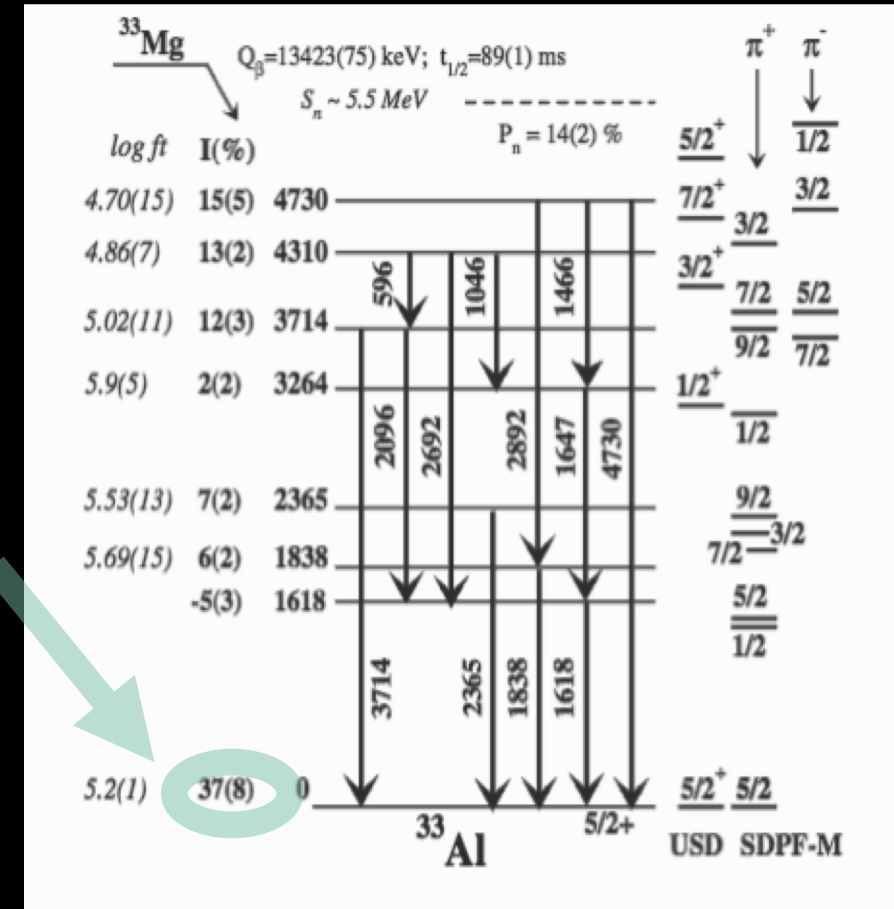 ³³Mg
Q_β=13423(75) keV; t_1/2=89(1) ms
S_n ~ 5.5 MeV
P_n = 14(2) %
π⁺ π⁻
log ft I(%)
5/2⁺ 1/2
4.70(15) 15(5) 4730 7/2⁺ 3/2
3/2
4.86(7) 13(2) 4310 596 1046 1466 3/2⁺
7/2 5/2
5.02(11) 12(3) 3714 9/2 7/2
5.9(5) 2(2) 3264 1/2⁺
1/2
2096 2692 2892 1647 4730
5.53(13) 7(2) 2365 9/2
3/2
5.69(15) 6(2) 1838 7/2
-5(3) 1618 5/2
1/2
3714 2365 1838 1618
5.2(1) 37(8) 0 5/2⁺ 5/2
³³Al 5/2+
USD SDPF-M